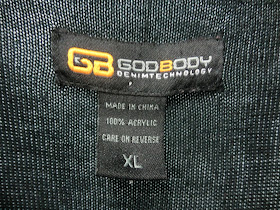 GB GODBODY
DENIMTECHNOLOGY
MADE IN CHINA
100% ACRYLIC
CARE ON REVERSE
XL